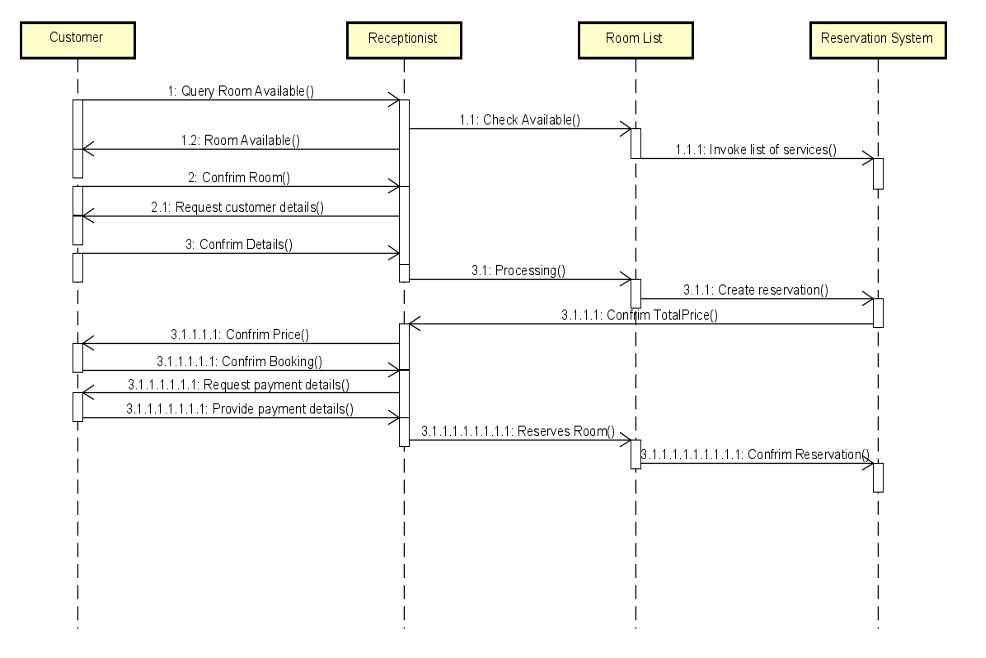 Customer
Receptionist
Room List
Reservation System
1: Query Room Available()
1.1: Check Available()
1.2: Room Available()
1.1.1: Invoke list of services()
2: Confrim Room()
2.1: Request customer details()
3: Confrim Details()
3.1: Processing()
3.1.1: Create reservation()
3.1.1.1: Confrim TotalPrice()
3.1.1.1.1: Confrim Price()
3.1.1.1.1.1: Confrim Booking()
3.1.1.1.1.1.1: Request payment details()
3.1.1.1.1.1.1.1: Provide payment details()
3.1.1.1.1.1.1.1.1: Reserves Room()
3.1.1.1.1.1.1.1.1.1: Confrim Reservation()